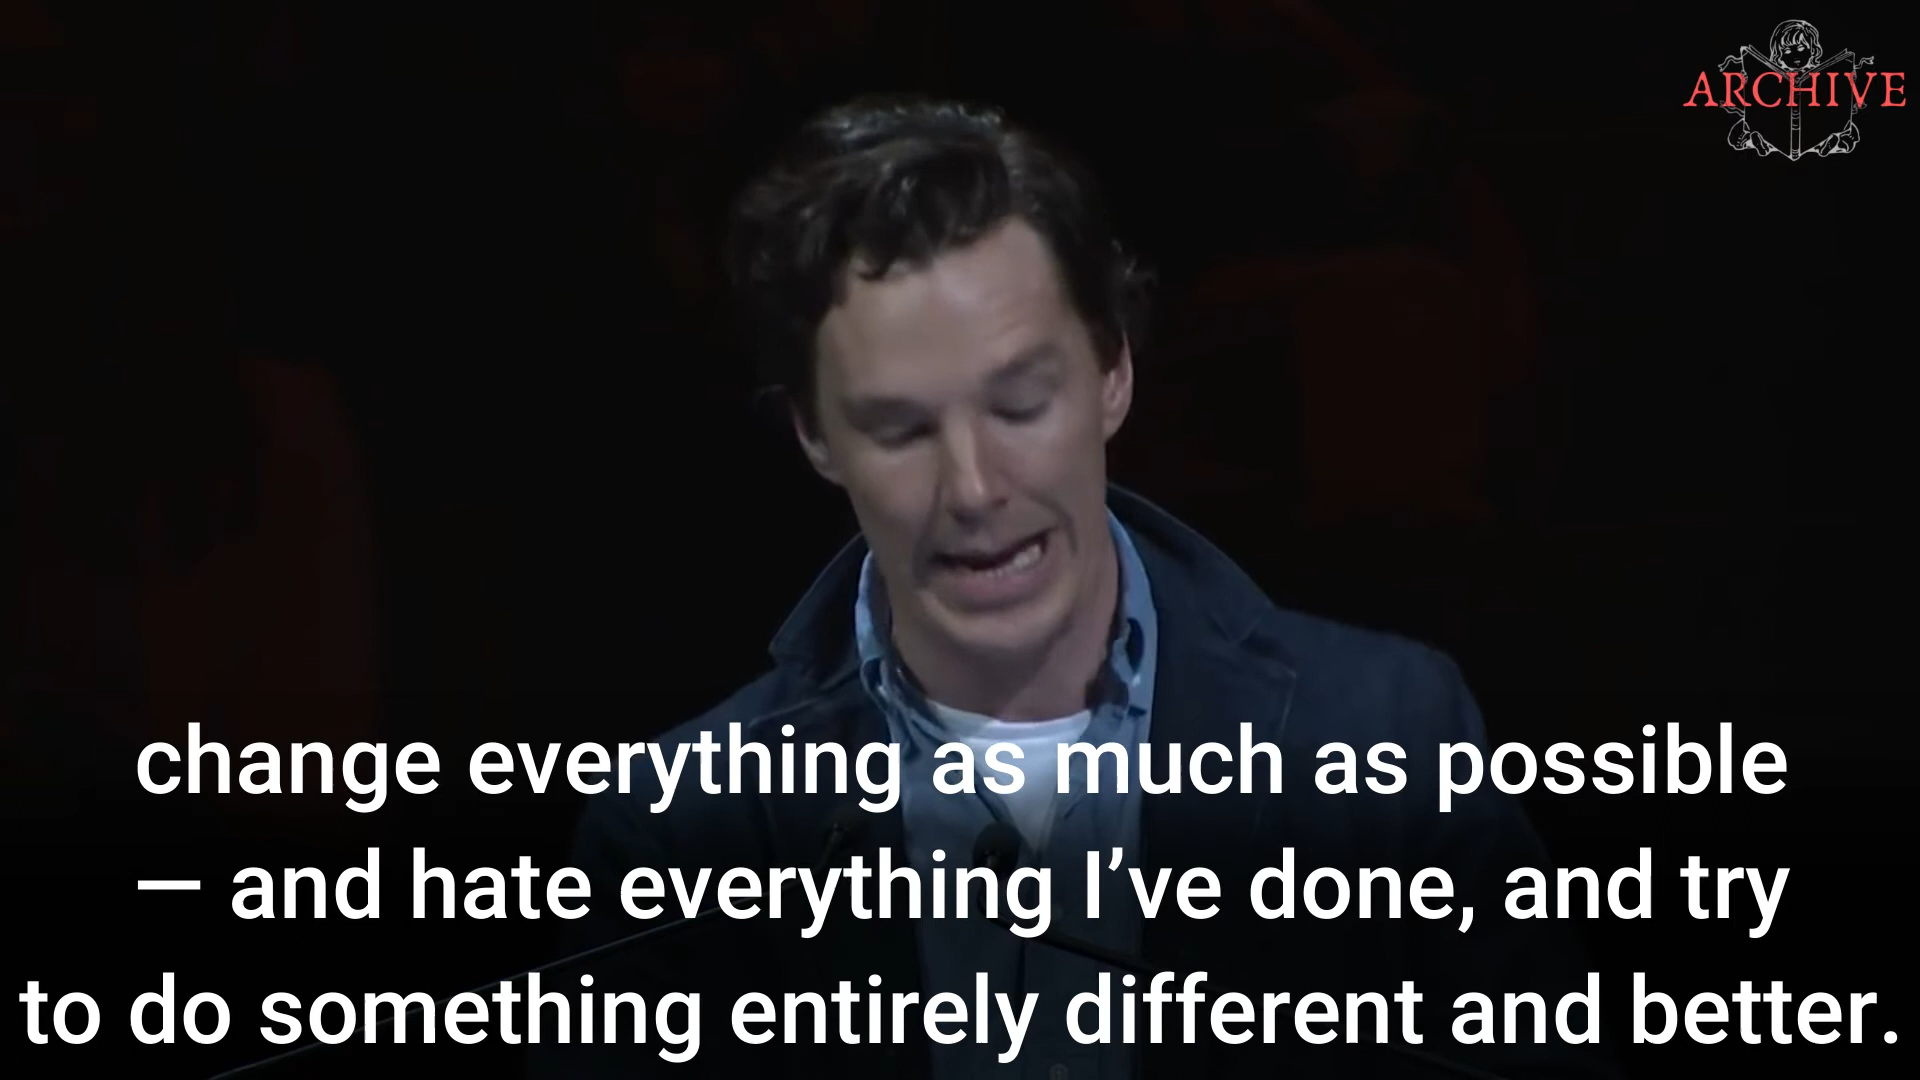 ARCHIVE
change everything as much as possible
— and hate everything I’ve done, and try
to do something entirely different and better.